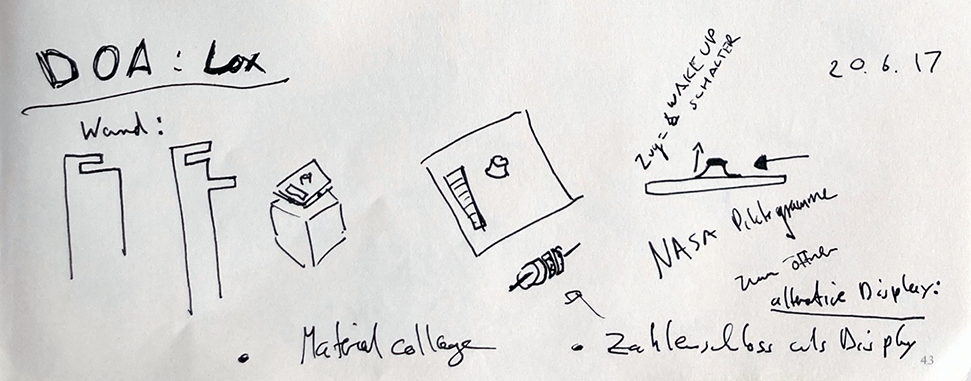 DOA: Lox
20.6.17
Wand:
Zug = WAKE UP
SCHALTER
NASA Piktogramme
zum öffnen
alternative Display:
• Material collage
• Zahlenschloss als Display
43